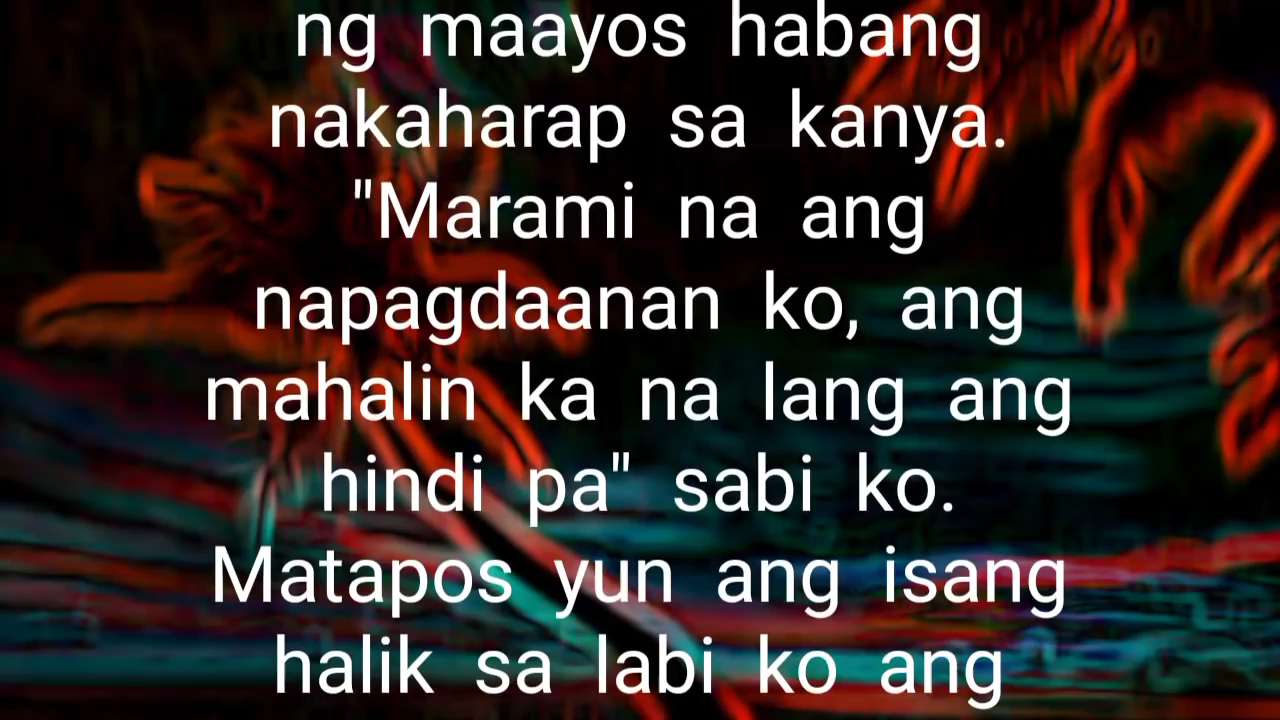 ng maayos habang
nakaharap sa kanya.
"Marami na ang
napagdaanan ko, ang
mahalin ka na lang ang
hindi pa" sabi ko.
Matapos yun ang isang
halik sa labi ko ang